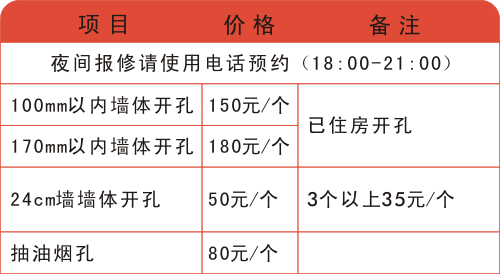 项目 价格 备注
夜间报修请使用电话预约（18:00-21:00）
100mm以内墙体开孔 150元/个 已住房开孔
170mm以内墙体开孔 180元/个
24cm墙墙体开孔 50元/个 3个以上35元/个
抽油烟孔 80元/个